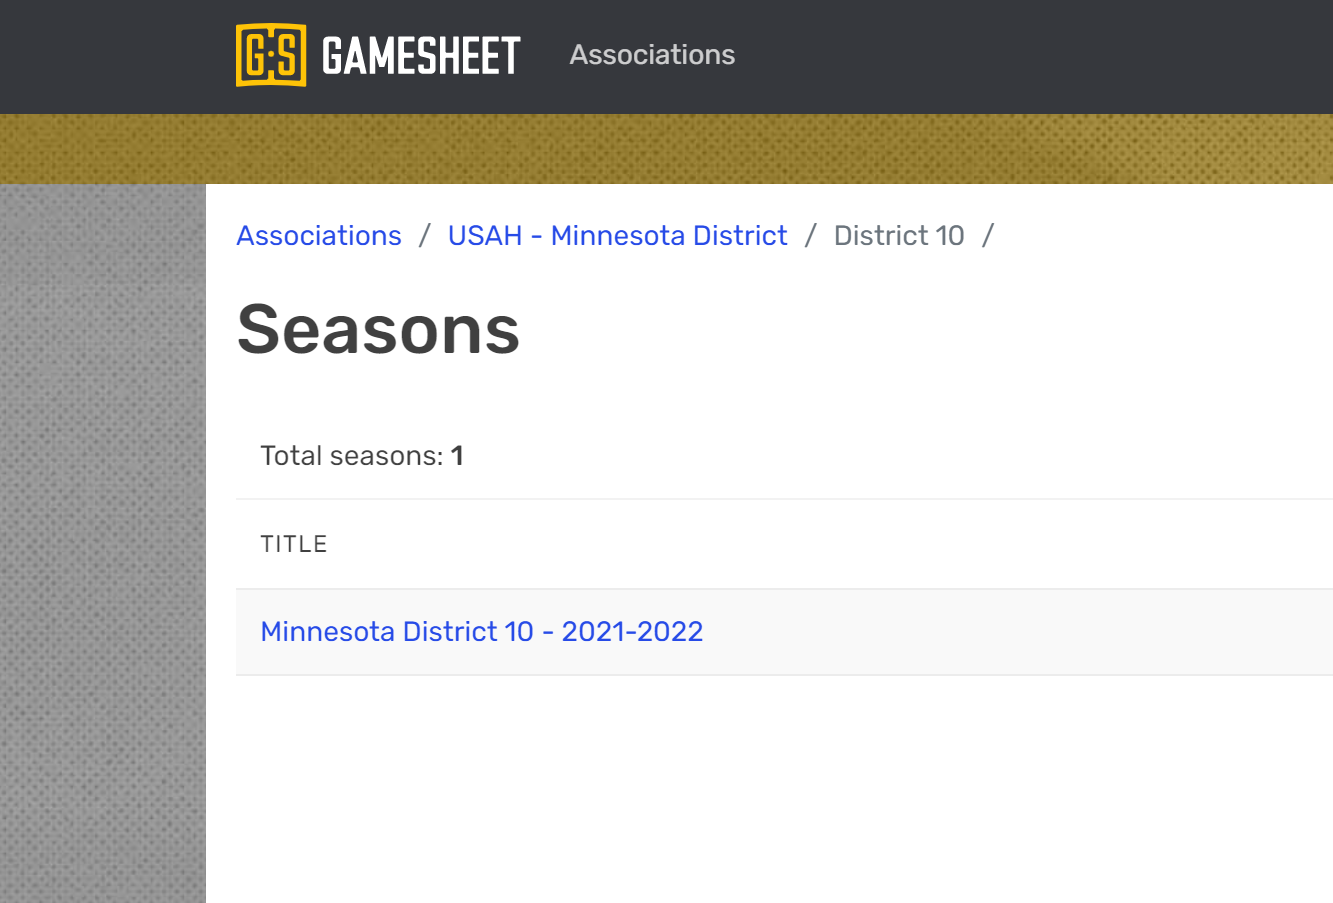 G·S GAMESHEET Associations
Associations / USAH - Minnesota District / District 10 /
Seasons
Total seasons: 1
TITLE
Minnesota District 10 - 2021-2022